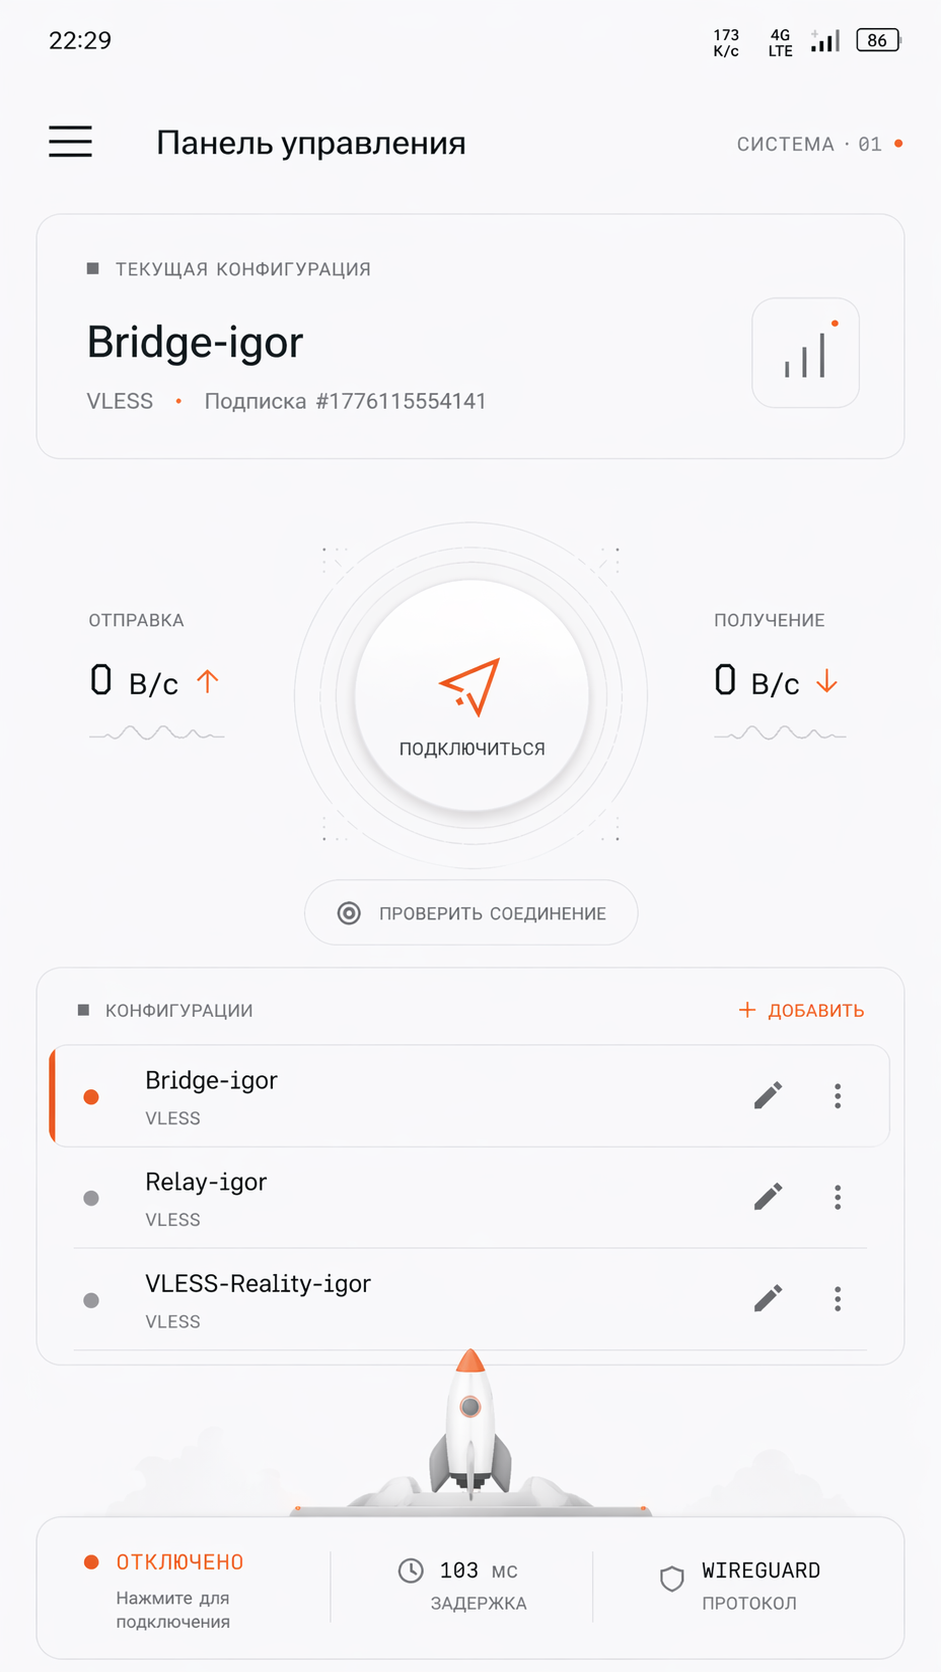 22:29
173 K/c
4G LTE
86
Панель управления
СИСТЕМА · 01
ТЕКУЩАЯ КОНФИГУРАЦИЯ
Bridge-igor
VLESS • Подписка #1776115554141
ОТПРАВКА
0 B/c
ПОЛУЧЕНИЕ
0 B/c
ПОДКЛЮЧИТЬСЯ
ПРОВЕРИТЬ СОЕДИНЕНИЕ
КОНФИГУРАЦИИ
+ ДОБАВИТЬ
Bridge-igor
VLESS
Relay-igor
VLESS
VLESS-Reality-igor
VLESS
ОТКЛЮЧЕНО
Нажмите для
подключения
103 мс
ЗАДЕРЖКА
WIREGUARD
ПРОТОКОЛ